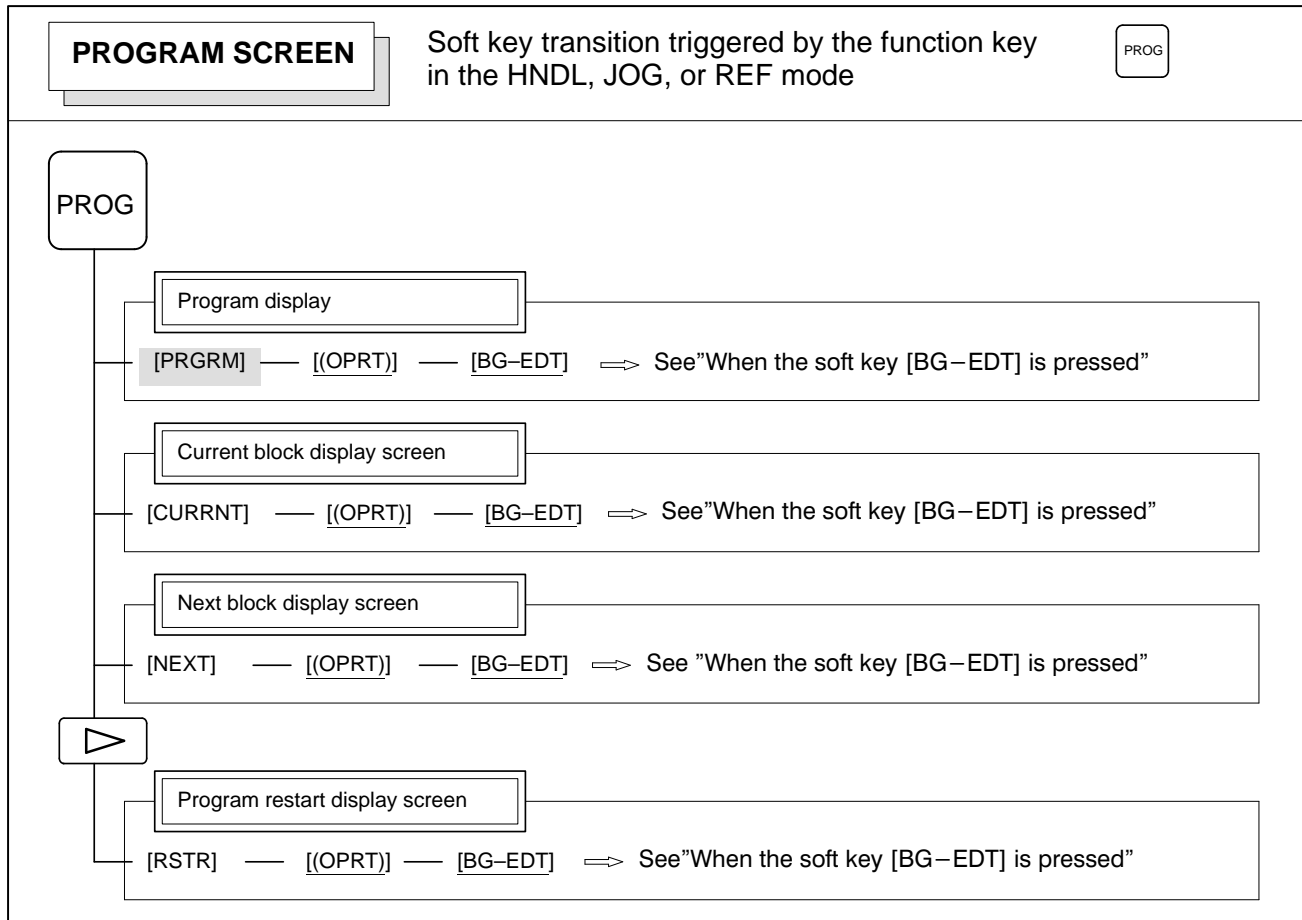 PROGRAM SCREEN
Soft key transition triggered by the function key
in the HNDL, JOG, or REF mode
PROG
PROG
Program display
[PRGRM] [(OPRT)] [BG–EDT] See”When the soft key [BG−EDT] is pressed”
Current block display screen
[CURRNT] [(OPRT)] [BG–EDT] See”When the soft key [BG−EDT] is pressed”
Next block display screen
[NEXT] [(OPRT)] [BG–EDT] See ”When the soft key [BG−EDT] is pressed”
Program restart display screen
[RSTR] [(OPRT)] [BG–EDT] See”When the soft key [BG−EDT] is pressed”